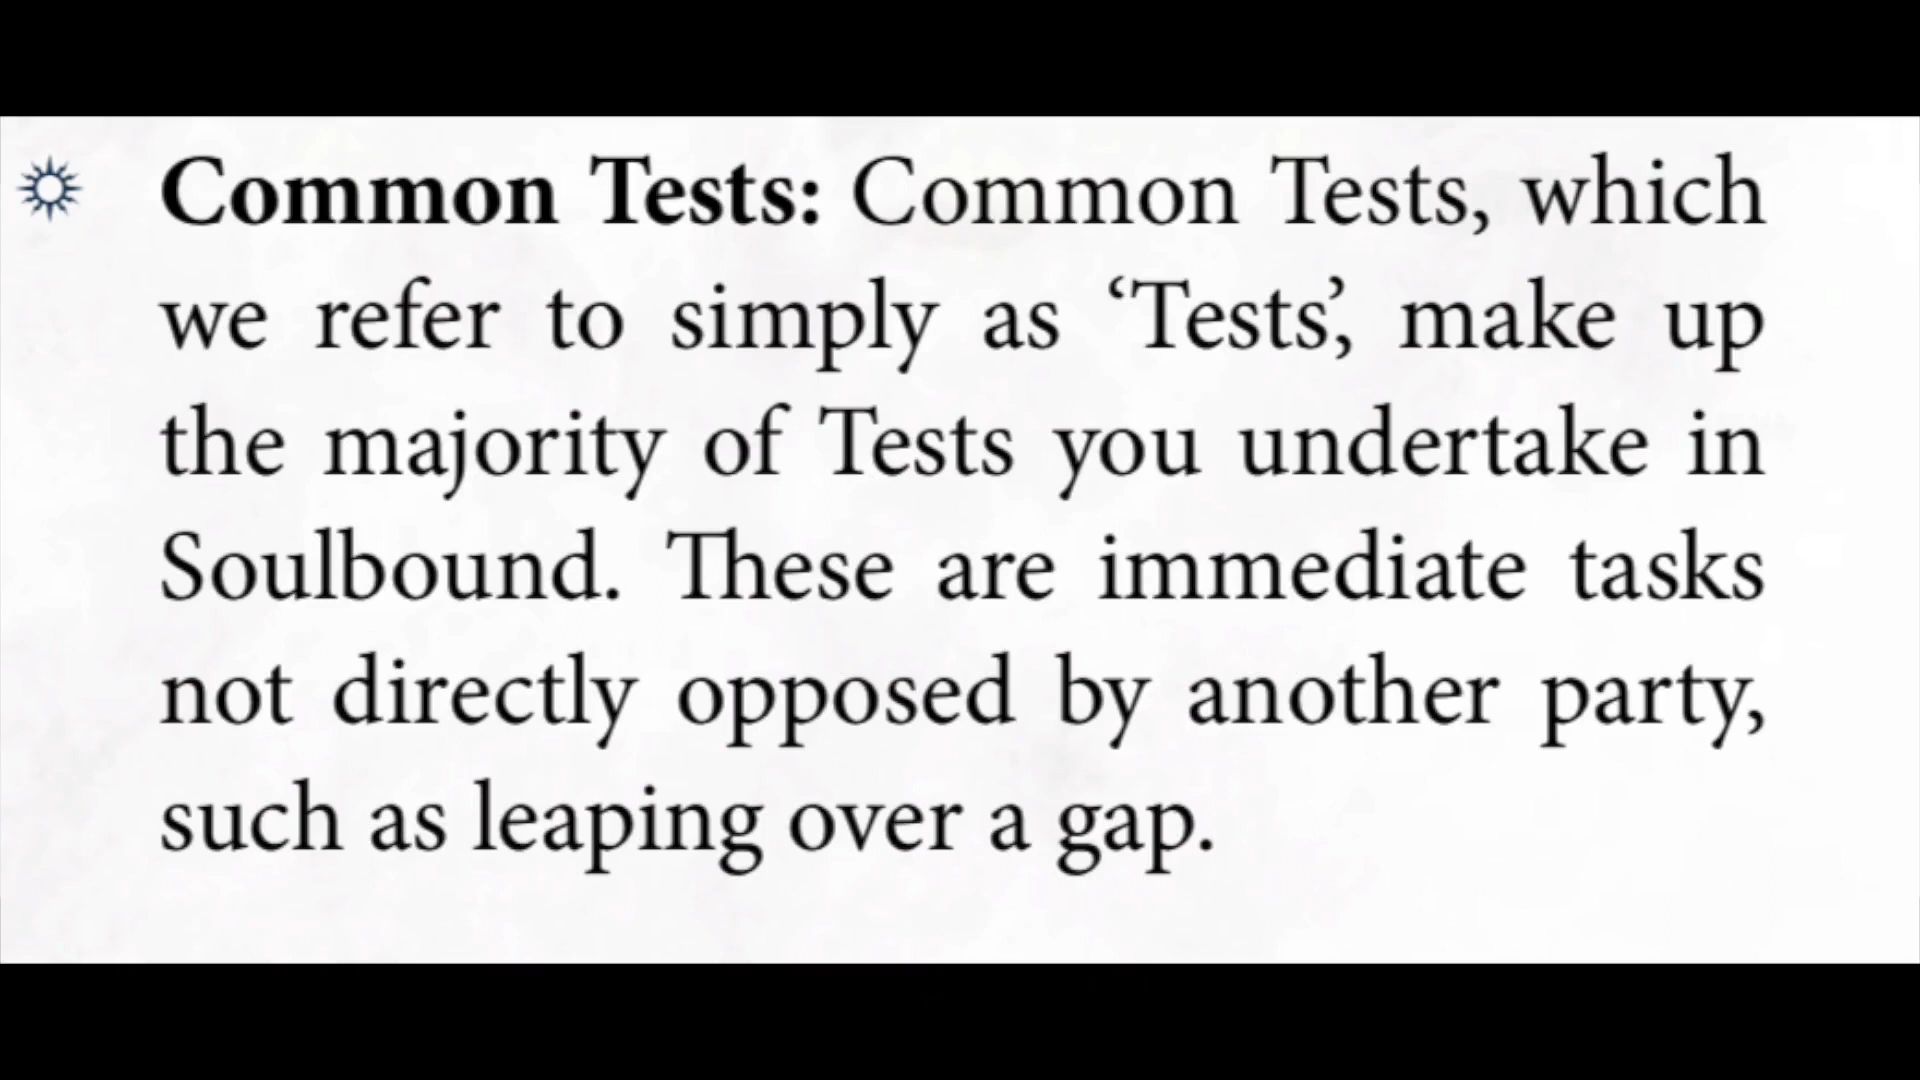 Common Tests: Common Tests, which
we refer to simply as ‘Tests’, make up
the majority of Tests you undertake in
Soulbound. These are immediate tasks
not directly opposed by another party,
such as leaping over a gap.